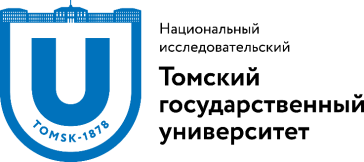 U
TOMSK-1878
Национальный
исследовательский
Томский
государственный
университет